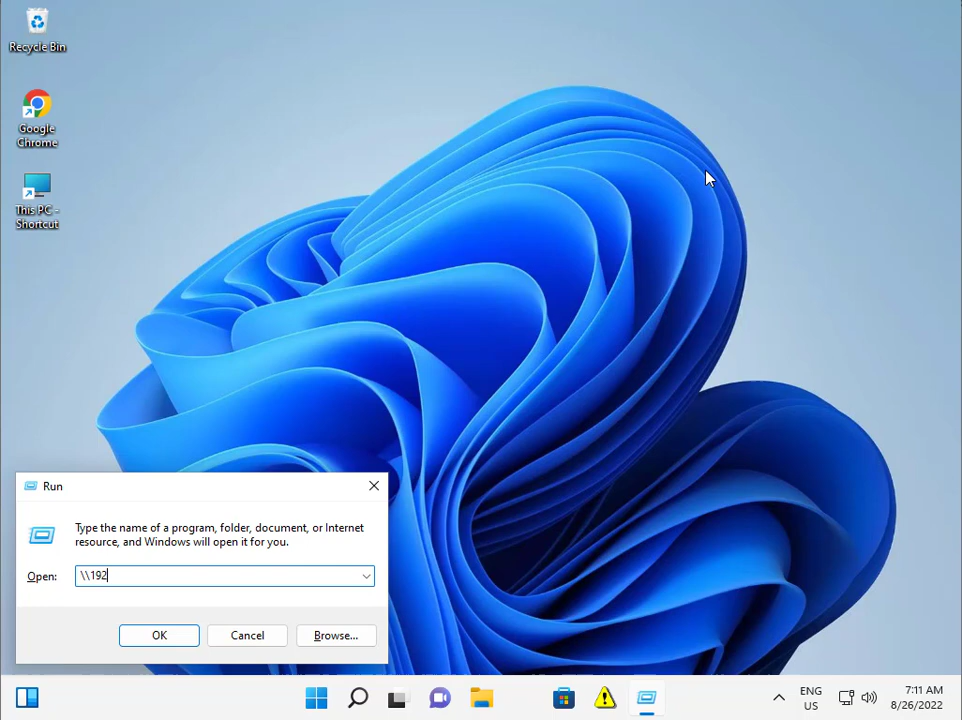 Recycle Bin
Google
Chrome
This PC -
Shortcut
Run
Type the name of a program, folder, document, or Internet
resource, and Windows will open it for you.
Open:
\\192
OK
Cancel
Browse...
ENG
US
7:11 AM
8/26/2022